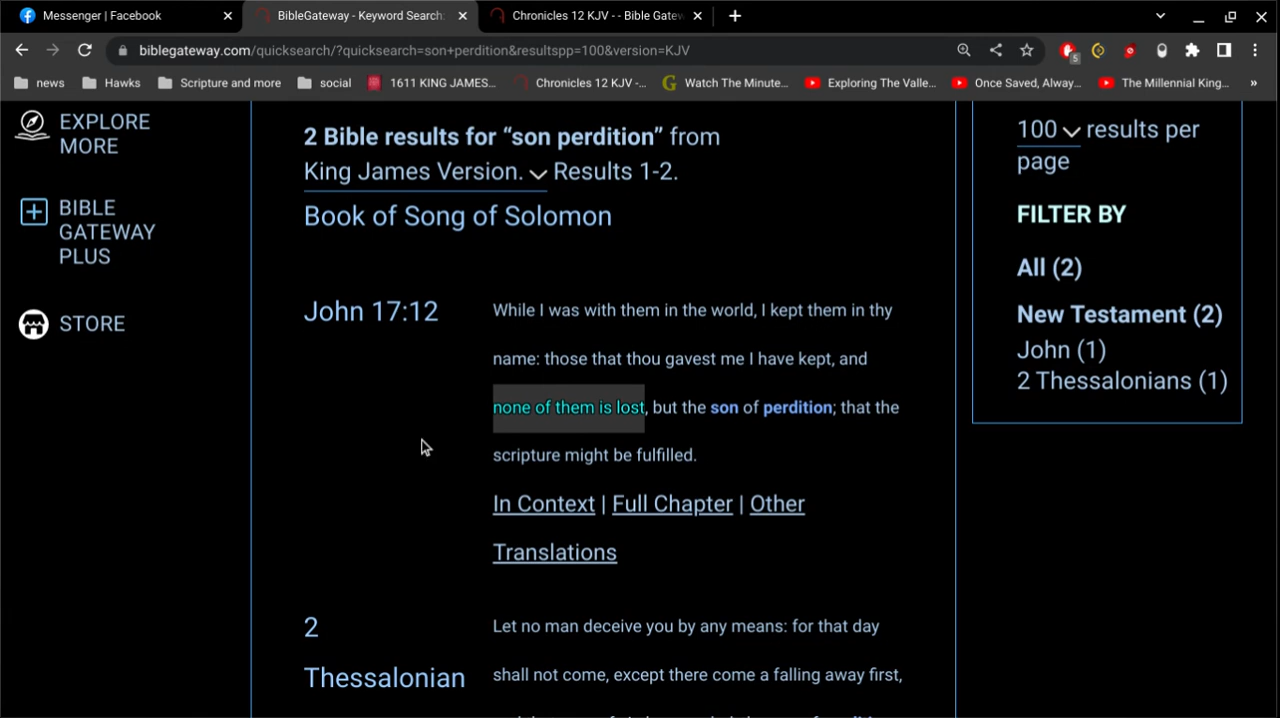 Messenger | Facebook
BibleGateway - Keyword Search:
Chronicles 12 KJV - - Bible Gatew
biblegateway.com/quicksearch/?quicksearch=son+perdition&resultspp=100&version=KJV
5
news
Hawks
Scripture and more
social
1611 KING JAMES...
Chronicles 12 KJV -...
Watch The Minute...
Exploring The Valle...
Once Saved, Alway...
The Millennial King...
»
EXPLORE
MORE
BIBLE
GATEWAY
PLUS
STORE
2 Bible results for “son perdition” from
King James Version. Results 1-2.
Book of Song of Solomon
John 17:12
While I was with them in the world, I kept them in thy
name: those that thou gavest me I have kept, and
none of them is lost, but the son of perdition; that the
scripture might be fulfilled.
In Context | Full Chapter | Other
Translations
2
Thessalonian
Let no man deceive you by any means: for that day
shall not come, except there come a falling away first,
100 results per
page
FILTER BY
All (2)
New Testament (2)
John (1)
2 Thessalonians (1)